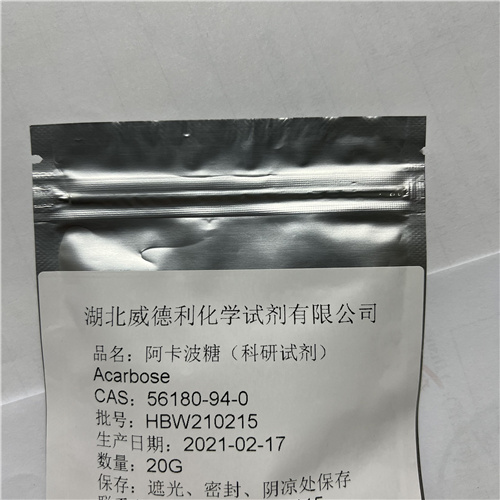 湖北威德利化学试剂有限公司
品名：阿卡波糖（科研试剂）
Acarbose
CAS：56180-94-0
批号：HBW210215
生产日期：2021-02-17
数量：20G
保存：遮光、密封、阴凉处保存